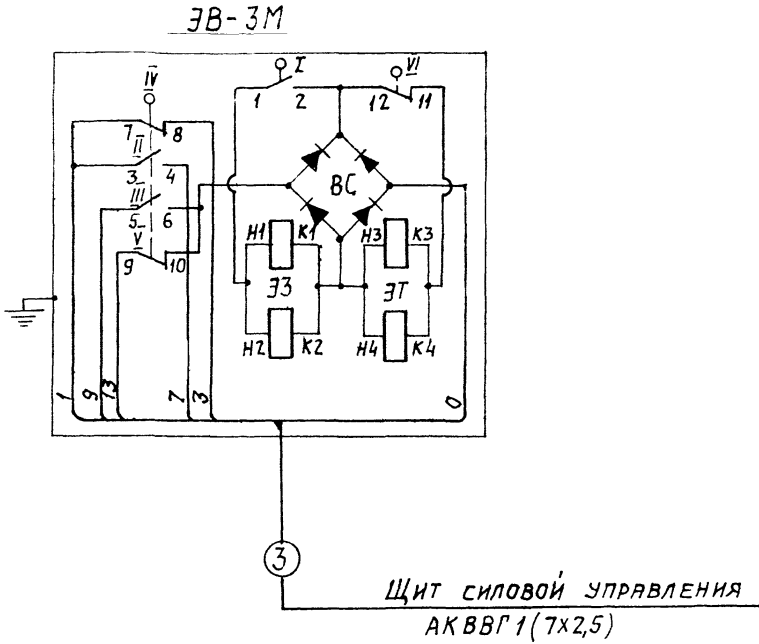 ЭВ-3М
IV
I
VI
1 2 12 11
7 8
II
3 4
ВС
III
5 6
V
9 10
Н1 К1 Н3 К3
ЭЗ ЭТ
Н2 К2 Н4 К4
1 9 13 7 3 0
3
Щит силовой управления
АКВВГ1(7х2,5)